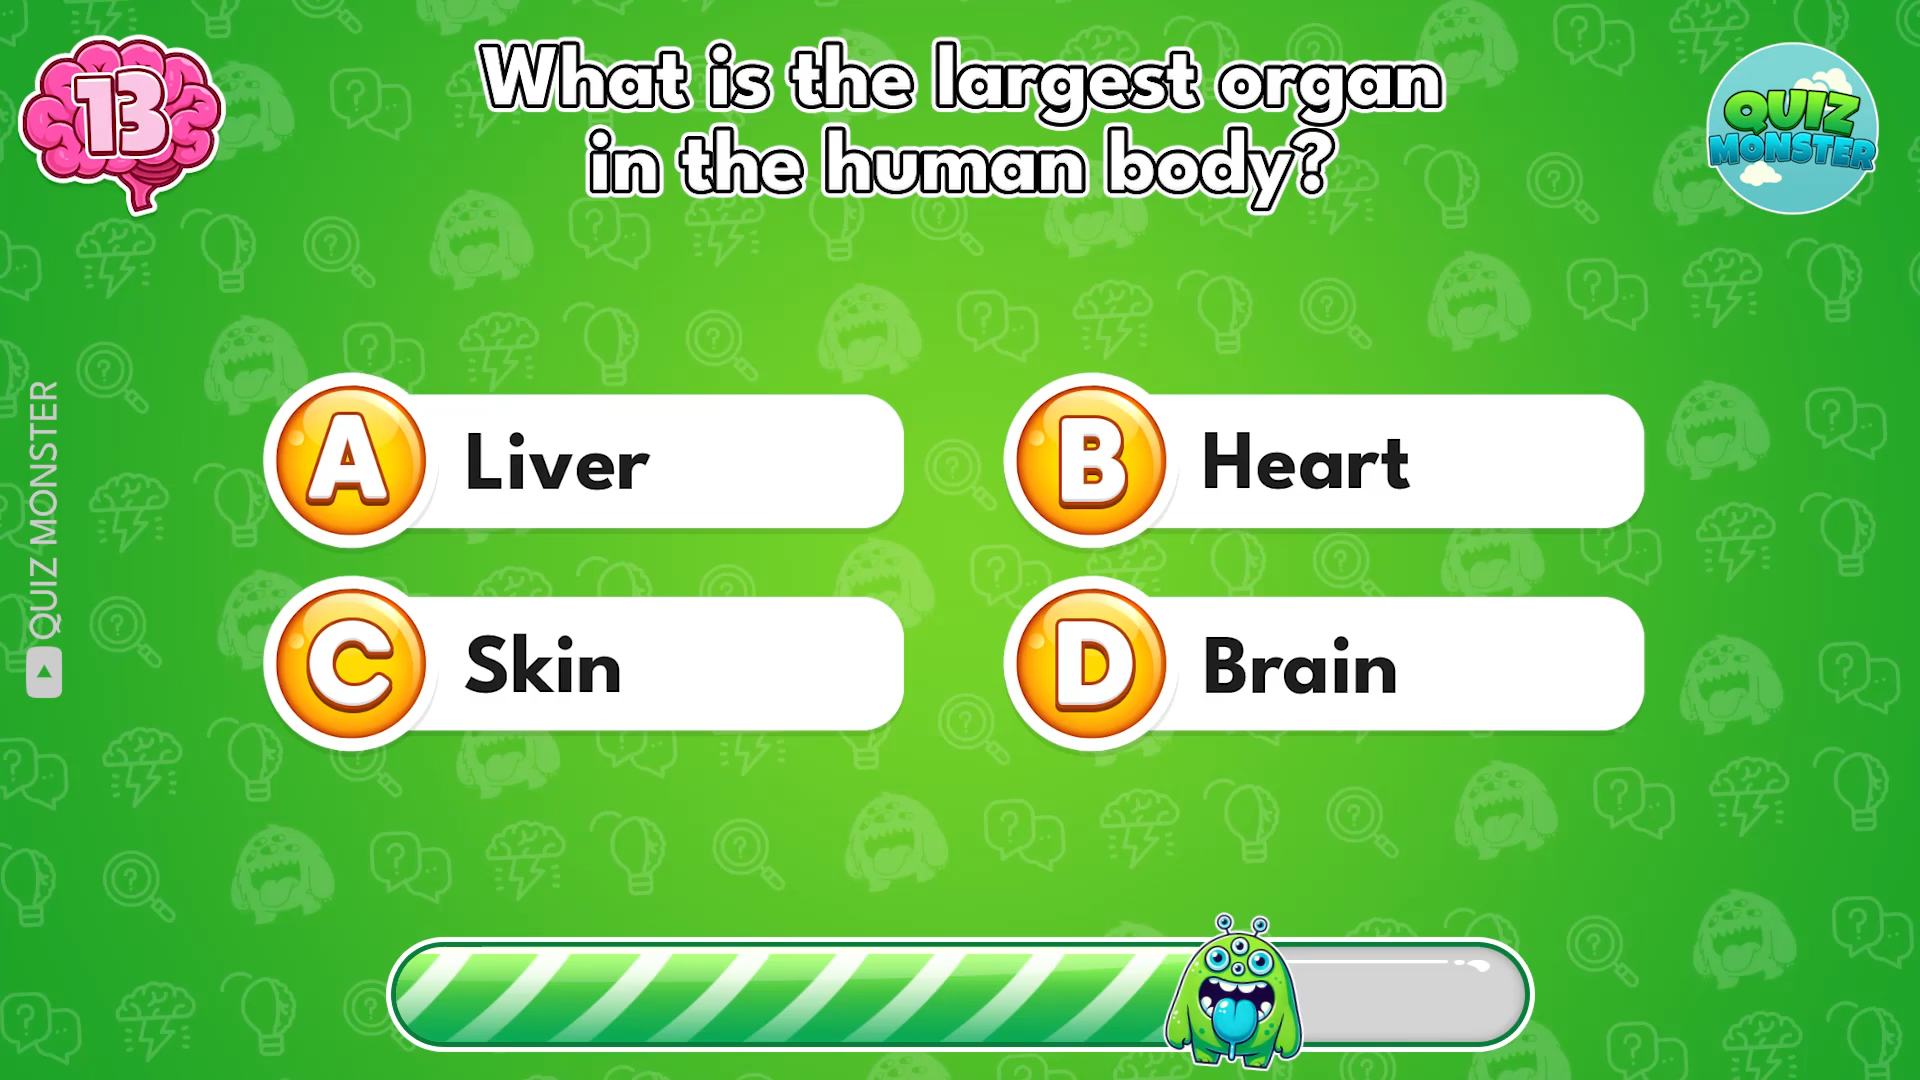 13
What is the largest organ
in the human body?
QUIZ
MONSTER
A Liver
B Heart
C Skin
D Brain
QUIZ MONSTER